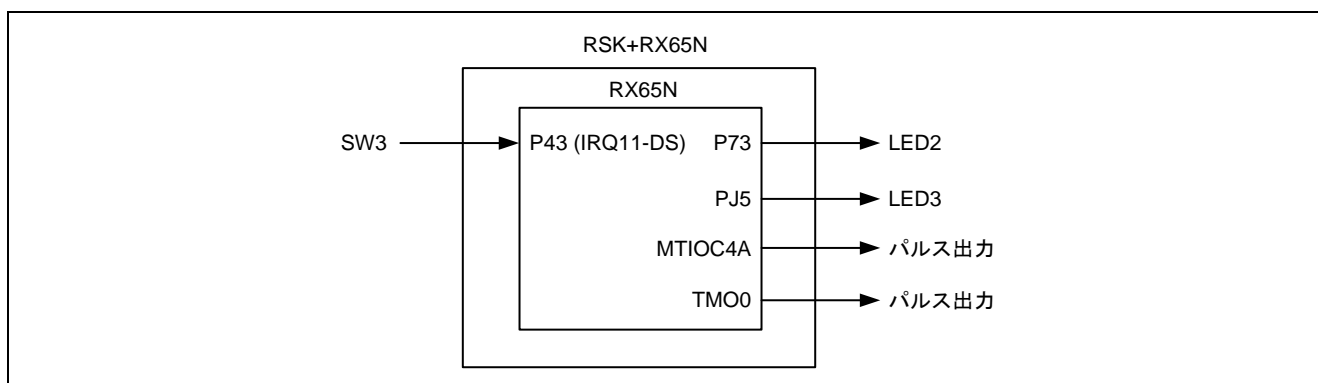 RSK+RX65N
RX65N
SW3
P43 (IRQ11-DS)
P73
LED2
PJ5
LED3
MTIOC4A
パルス出力
TMO0
パルス出力